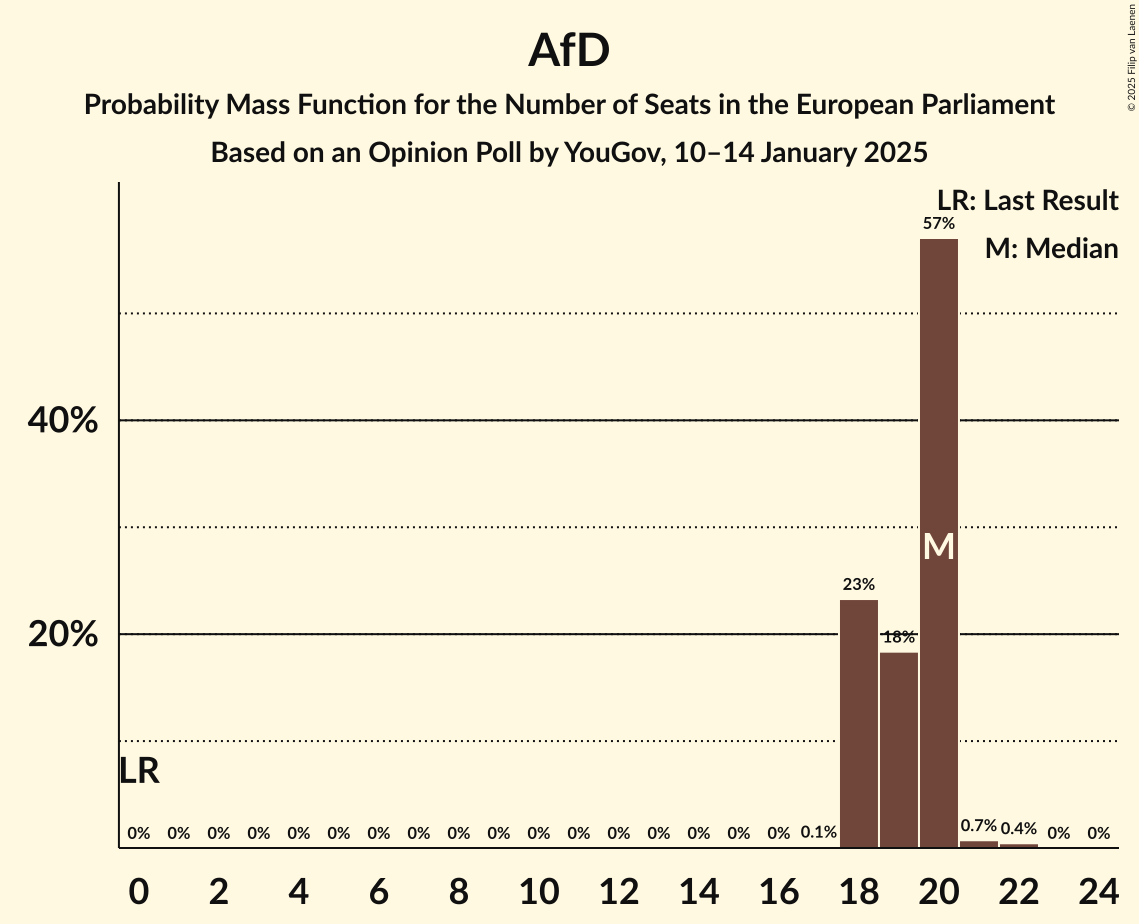 AfD
Probability Mass Function for the Number of Seats in the European Parliament
Based on an Opinion Poll by YouGov, 10–14 January 2025
© 2025 Filip van Laenen
LR: Last Result
M: Median
57%
40%
M
23%
20%
18%
LR
0% 0% 0% 0% 0% 0% 0% 0% 0% 0% 0% 0% 0% 0% 0% 0% 0% 0.1% 0.7% 0.4% 0% 0%
0 2 4 6 8 10 12 14 16 18 20 22 24